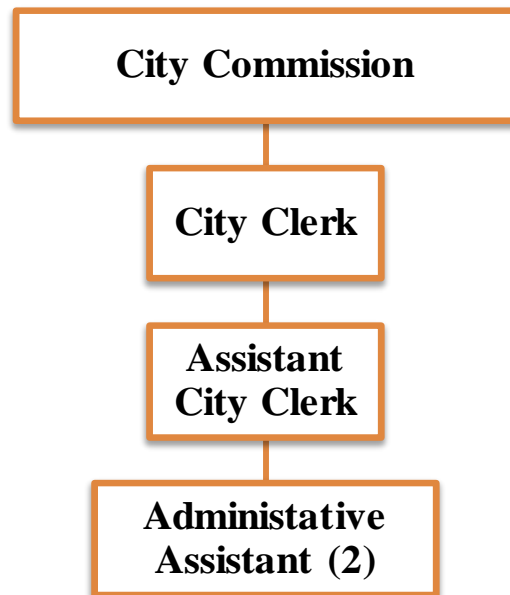 City Commission
City Clerk
Assistant
City Clerk
Administative
Assistant (2)